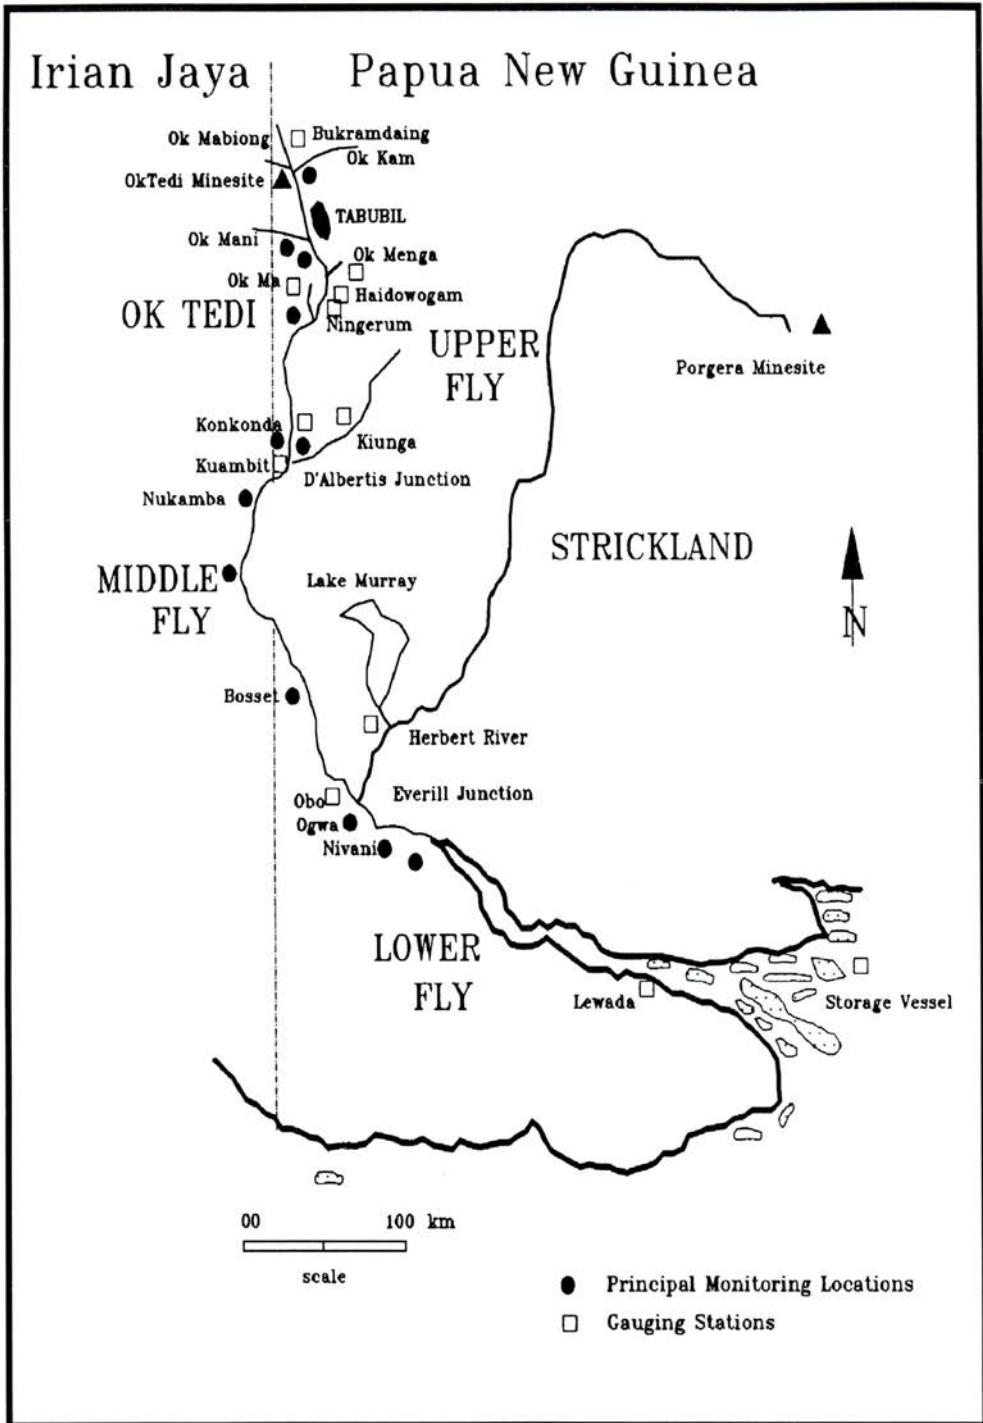 Irian Jaya
Papua New Guinea
Ok Mabiong
Bukramdaing
Ok Kam
OkTedi Minesite
TABUBIL
Ok Mani
Ok Menga
Ok Ma
Haidowogam
OK TEDI
Ningerum
UPPER
FLY
Porgera Minesite
Konkonda
Kiunga
Kuambit
D'Albertis Junction
Nukamba
STRICKLAND
MIDDLE
FLY
Lake Murray
N
Bosset
Herbert River
Everill Junction
Obo
Ogwa
Nivani
LOWER
FLY
Lewada
Storage Vessel
00
100 km
scale
Principal Monitoring Locations
Gauging Stations